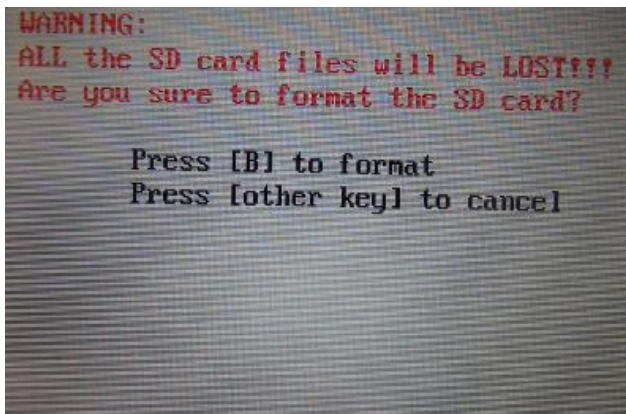 WARNING:
ALL the SD card files will be LOST!!!
Are you sure to format the SD card?
Press [B] to format
Press [other key] to cancel